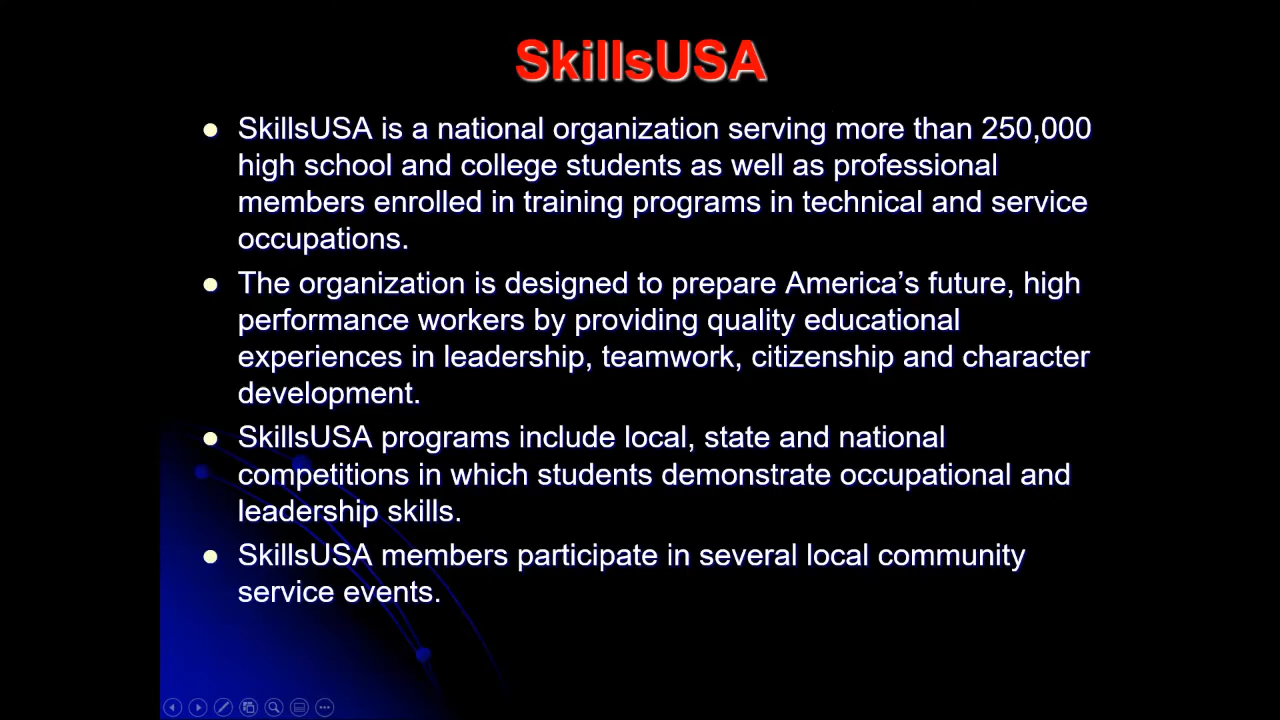 SkillsUSA
● SkillsUSA is a national organization serving more than 250,000
high school and college students as well as professional
members enrolled in training programs in technical and service
occupations.
● The organization is designed to prepare America’s future, high
performance workers by providing quality educational
experiences in leadership, teamwork, citizenship and character
development.
● SkillsUSA programs include local, state and national
competitions in which students demonstrate occupational and
leadership skills.
● SkillsUSA members participate in several local community
service events.